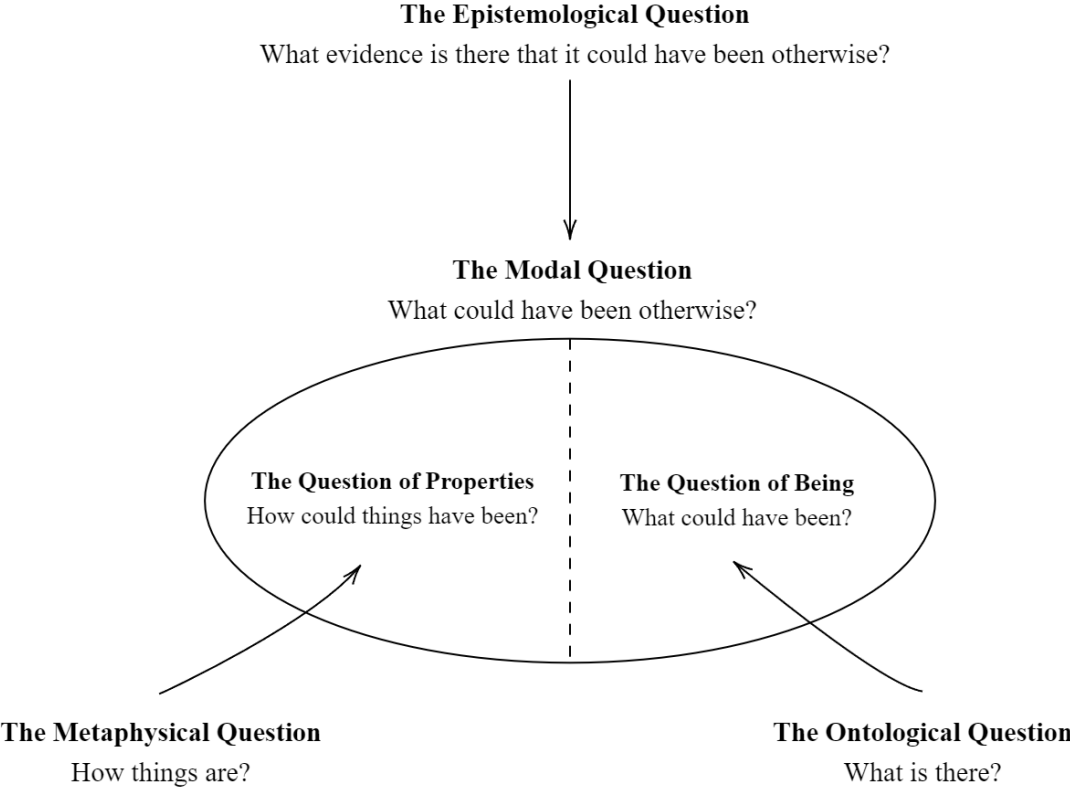 The Epistemological Question
What evidence is there that it could have been otherwise?
The Modal Question
What could have been otherwise?
The Question of Properties
How could things have been?
The Question of Being
What could have been?
The Metaphysical Question
How things are?
The Ontological Question
What is there?